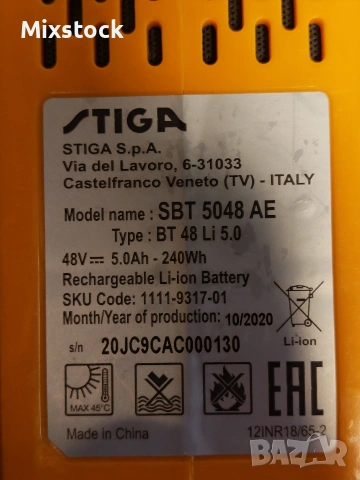 Mixstock
STIGA
STIGA S.p.A.
Via del Lavoro, 6-31033
Castelfranco Veneto (TV) - ITALY
Model name : SBT 5048 AE
Type : BT 48 Li 5.0
48V ⎓ 5.0Ah - 240Wh
Rechargeable Li-ion Battery
SKU Code: 1111-9317-01
Month/Year of production: 10/2020
s/n 20JC9CAC000130
Li-ion
MAX 45°C
EAC
Made in China
12INR18/65-2
bazar